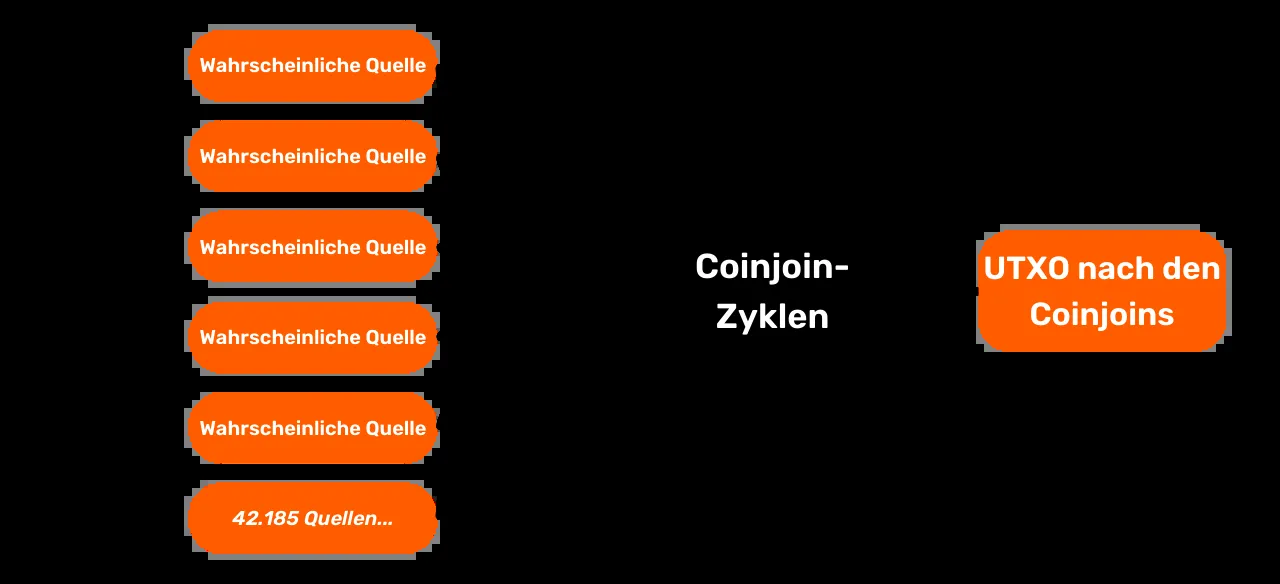 Wahrscheinliche Quelle
Wahrscheinliche Quelle
Wahrscheinliche Quelle
Wahrscheinliche Quelle
Wahrscheinliche Quelle
42.185 Quellen...
Coinjoin-
Zyklen
UTXO nach den
Coinjoins